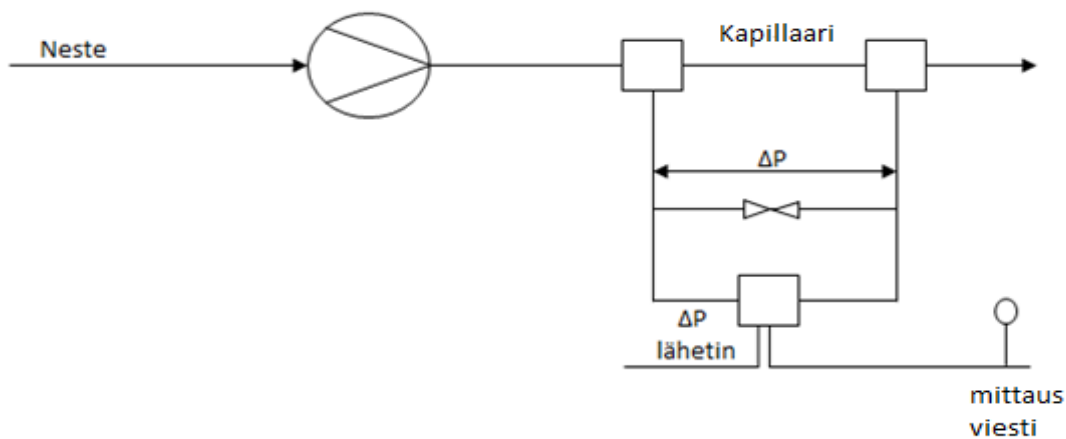 Neste
Kapillaari
ΔP
ΔP
lähetin
mittaus
viesti